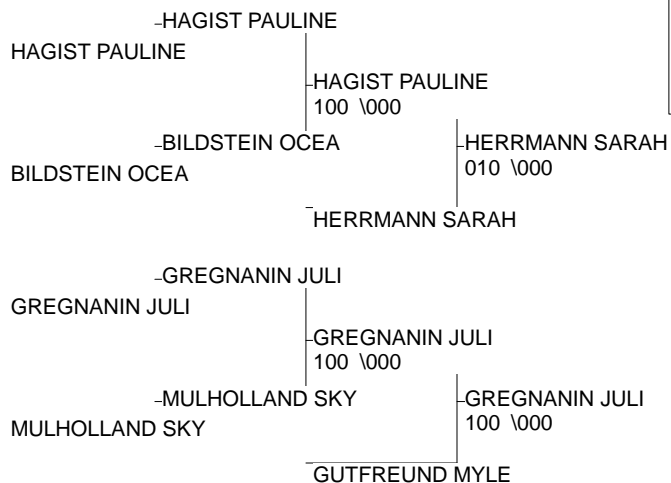 HAGIST PAULINE
HAGIST PAULINE
HAGIST PAULINE
100 \000
BILDSTEIN OCEA
HERRMANN SARAH
010 \000
BILDSTEIN OCEA
HERRMANN SARAH
GREGNANIN JULI
GREGNANIN JULI
GREGNANIN JULI
100 \000
MULHOLLAND SKY
GREGNANIN JULI
100 \000
MULHOLLAND SKY
GUTFREUND MYLE